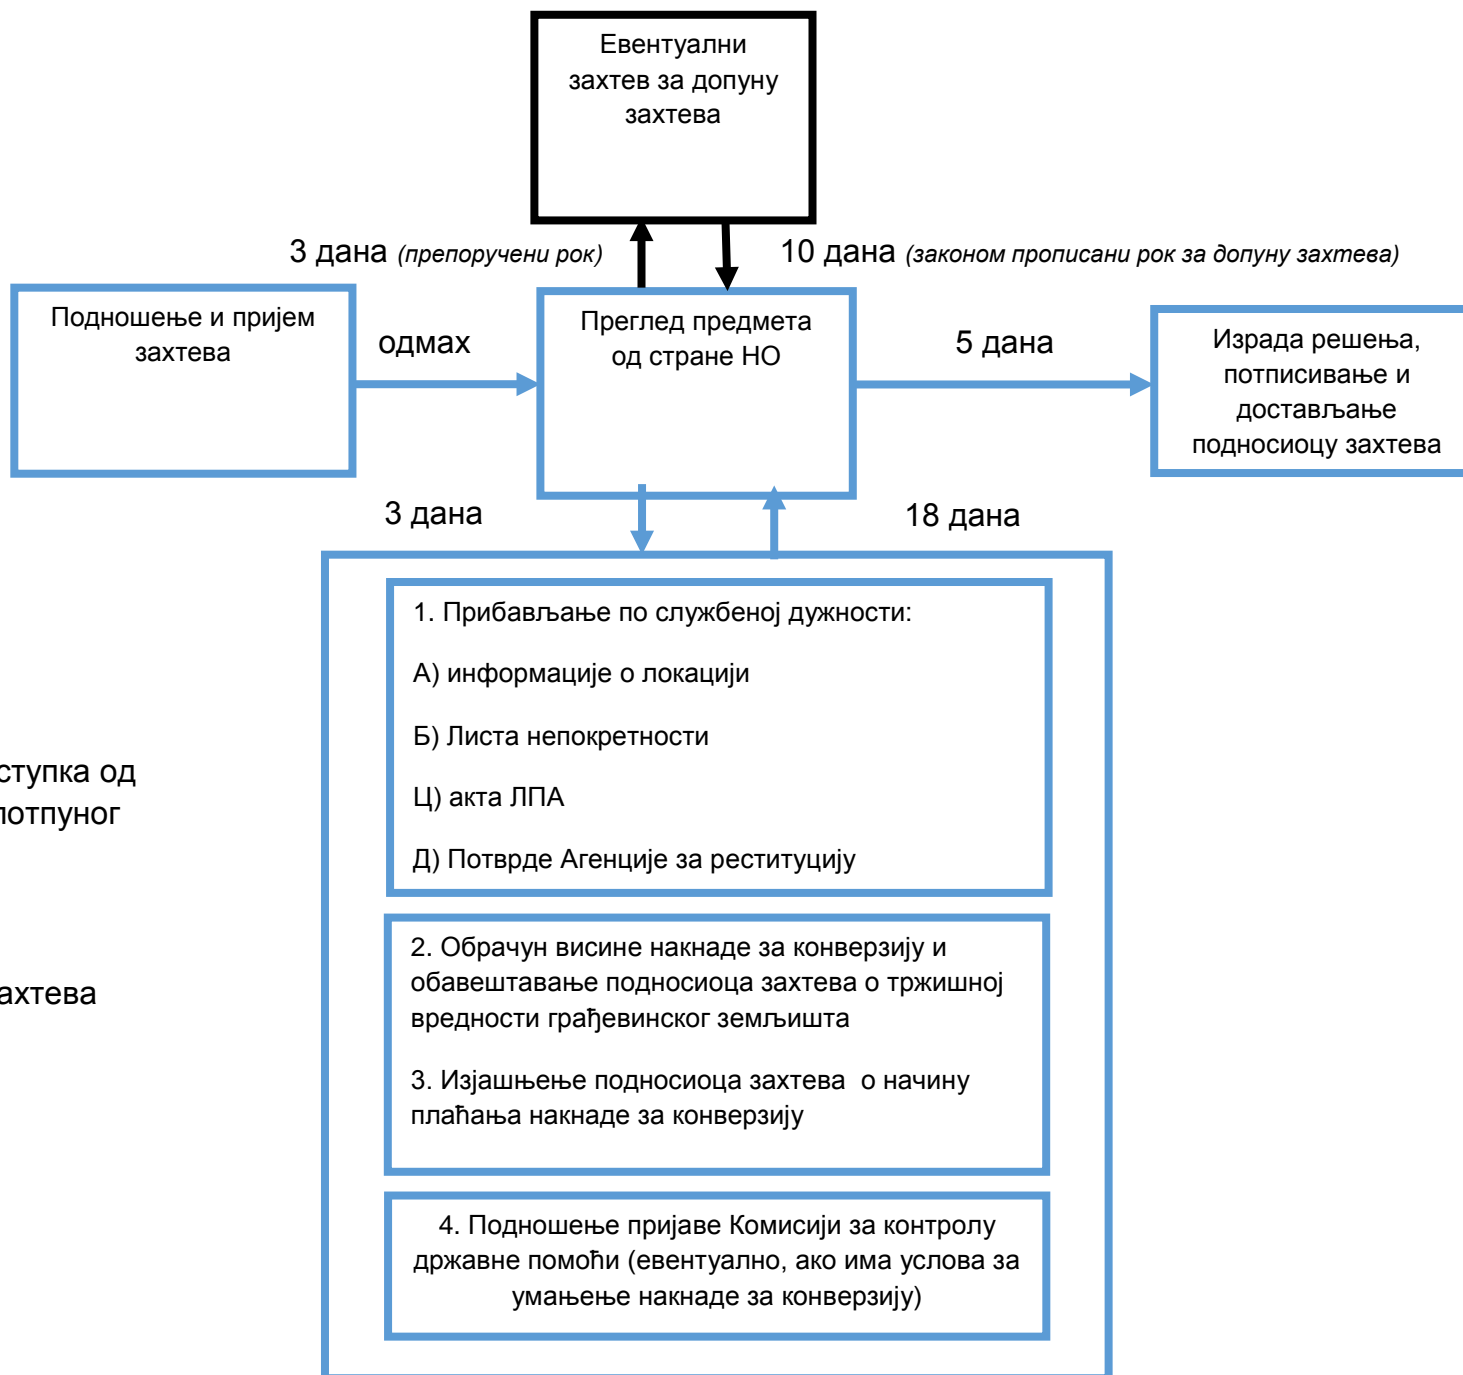 Евентуални
захтев за допуну
захтева
3 дана (препоручени рок)
10 дана (законом прописани рок за допуну захтева)
Подношење и пријем
захтева
одмах
Преглед предмета
од стране НО
5 дана
Израда решења,
потписивање и
достављање
подносиоцу захтева
3 дана
18 дана
1. Прибављање по службеној дужности:
А) информације о локацији
Б) Листа непокретности
Ц) акта ЛПА
Д) Потврде Агенције за реституцију
ступка од
потпуног
ахтева
2. Обрачун висине накнаде за конверзију и
обавештавање подносиоца захтева о тржишној
вредности грађевинског земљишта
3. Изјашњење подносиоца захтева о начину
плаћања накнаде за конверзију
4. Подношење пријаве Комисији за контролу
државне помоћи (евентуално, ако има услова за
умањење накнаде за конверзију)